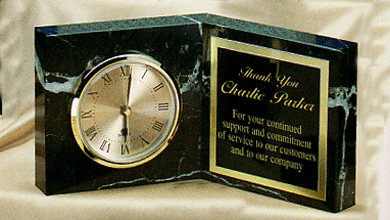 Thank You
Charlie Parker
For your continued
support and commitment
of service to our customers
and to our company